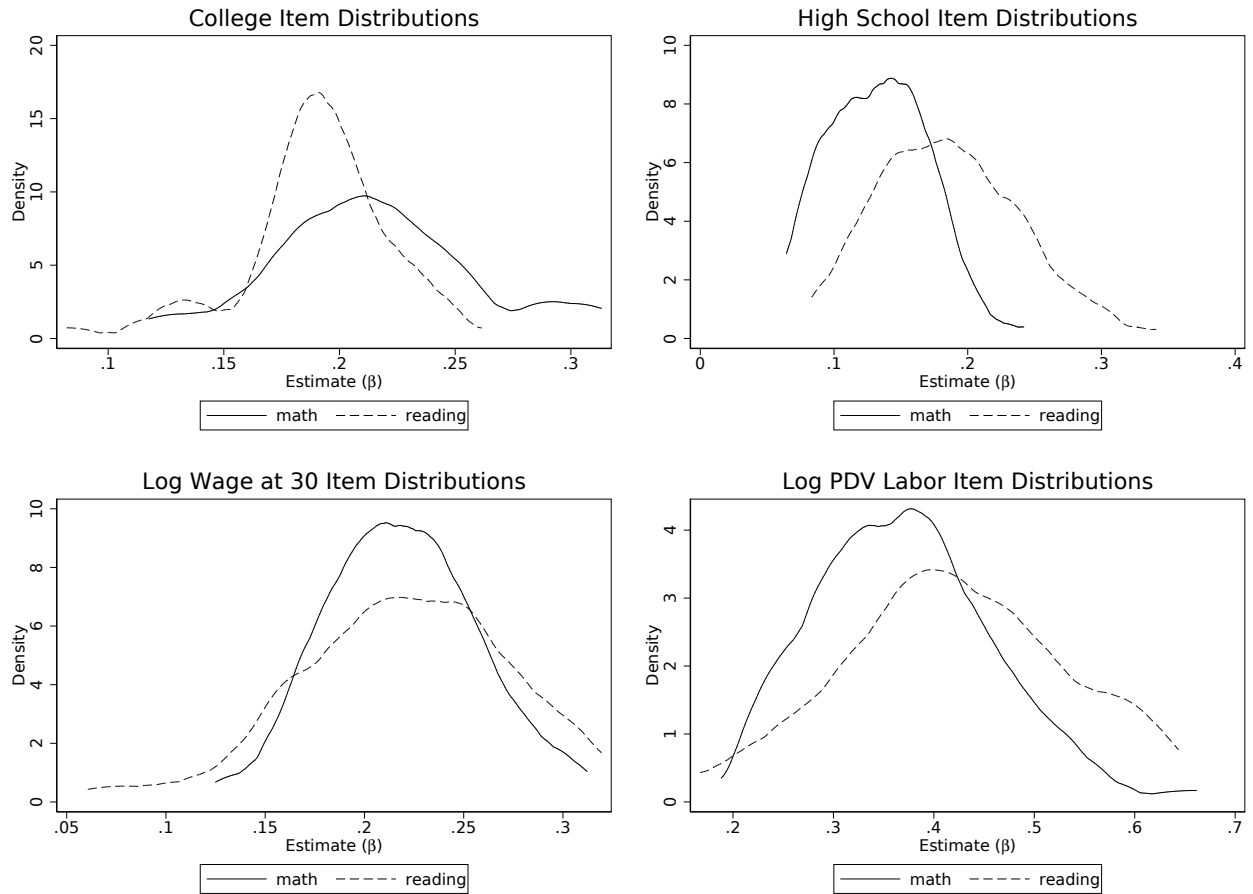 College Item Distributions
20
15
10
5
0
Density
.1 .15 .2 .25 .3
Estimate (β)
math reading
High School Item Distributions
10
8
6
4
2
0
Density
0 .1 .2 .3 .4
Estimate (β)
math reading
Log Wage at 30 Item Distributions
10
8
6
4
2
0
Density
.05 .1 .15 .2 .25 .3
Estimate (β)
math reading
Log PDV Labor Item Distributions
4
3
2
1
0
Density
.2 .3 .4 .5 .6 .7
Estimate (β)
math reading